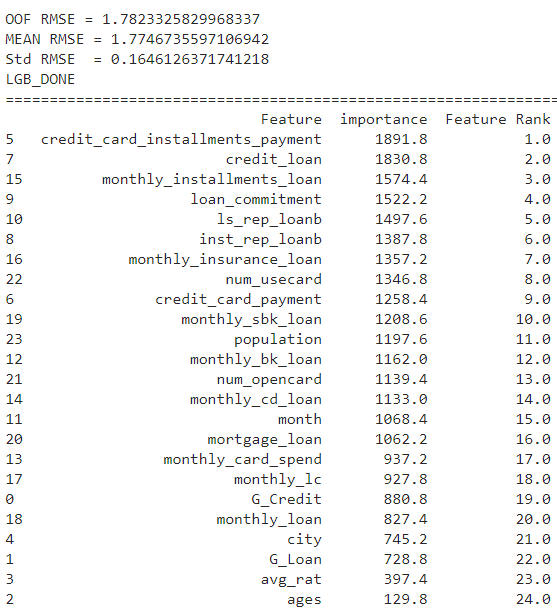 OOF RMSE = 1.7823325829968337
MEAN RMSE = 1.7746735597106942
Std RMSE  = 0.1646126371741218
LGB_DONE
===============================================================
Feature  importance  Feature Rank
5   credit_card_installments_payment      1891.8           1.0
7                        credit_loan      1830.8           2.0
15         monthly_installments_loan      1574.4           3.0
9                    loan_commitment      1522.2           4.0
10                      ls_rep_loanb      1497.6           5.0
8                     inst_rep_loanb      1387.8           6.0
16            monthly_insurance_loan      1357.2           7.0
22                       num_usecard      1346.8           8.0
6                credit_card_payment      1258.4           9.0
19                  monthly_sbk_loan      1208.6          10.0
23                        population      1197.6          11.0
12                   monthly_bk_loan      1162.0          12.0
21                      num_opencard      1139.4          13.0
14                   monthly_cd_loan      1133.0          14.0
11                             month      1068.4          15.0
20                     mortgage_loan      1062.2          16.0
13                monthly_card_spend       937.2          17.0
17                        monthly_lc       927.8          18.0
0                           G_Credit       880.8          19.0
18                      monthly_loan       827.4          20.0
4                               city       745.2          21.0
1                             G_Loan       728.8          22.0
3                            avg_rat       397.4          23.0
2                               ages       129.8          24.0